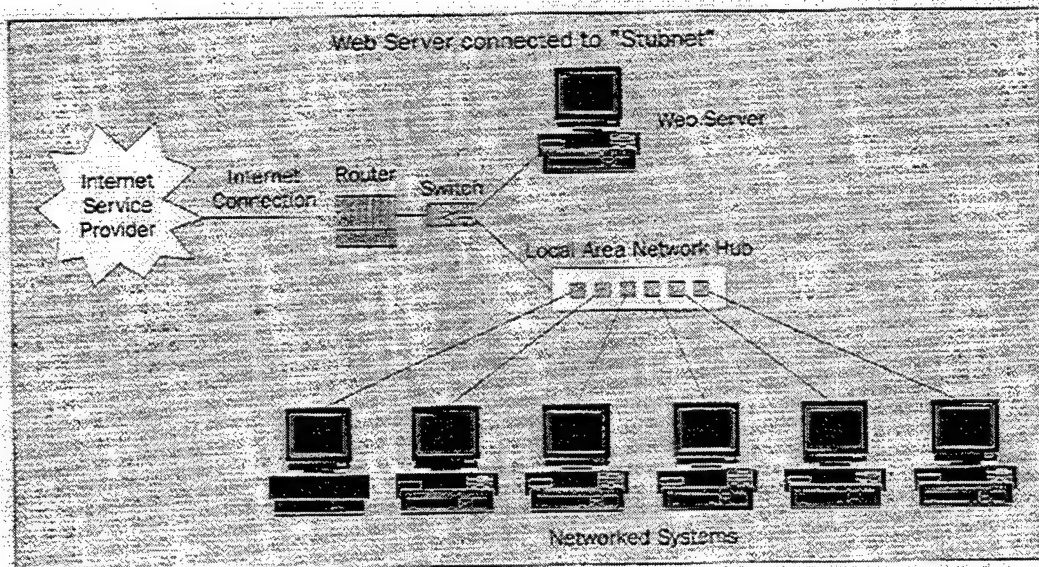 Web Server connected to "Stubnet"
Web Server
Internet
Service
Provider
Internet
Connection
Router
Switch
Local Area Network Hub
Networked Systems